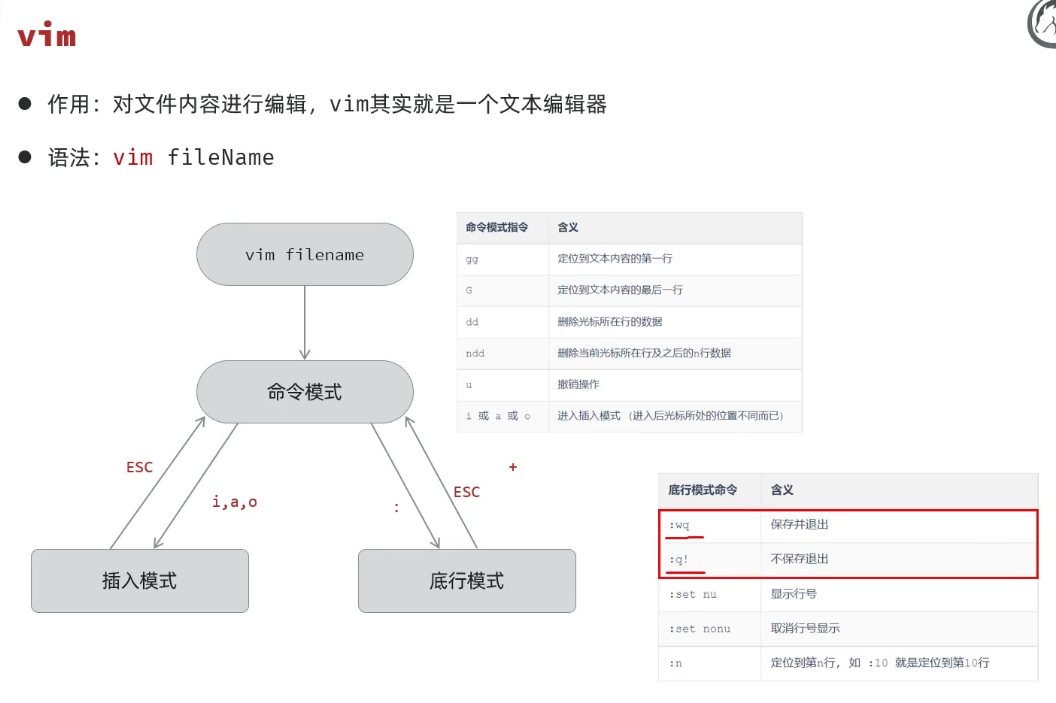 vim
● 作用：对文件内容进行编辑，vim其实就是一个文本编辑器
● 语法：vim fileName
vim filename
命令模式
ESC
i,a,o
:
ESC
+
插入模式
底行模式
命令模式指令 含义
gg 定位到文本内容的第一行
G 定位到文本内容的最后一行
dd 删除光标所在行的数据
ndd 删除当前光标所在行及之后的n行数据
u 撤销操作
i 或 a 或 o 进入插入模式（进入后光标所处的位置不同而已）
底行模式命令 含义
:wq 保存并退出
:q! 不保存退出
:set nu 显示行号
:set nonu 取消行号显示
:n 定位到第n行，如 :10 就是定位到第10行